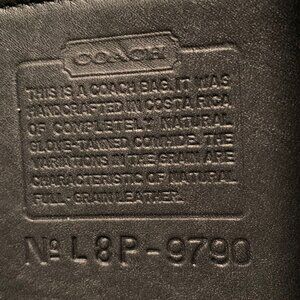 COACH
THIS IS A COACH BAG. IT WAS
HANDCRAFTED IN COSTA RICA
OF COMPLETELY NATURAL
GLOVE-TANNED COWHIDE. THE
VARIATIONS IN THE GRAIN ARE
CHARACTERISTIC OF NATURAL
FULL-GRAIN LEATHER.
No L8P-9790